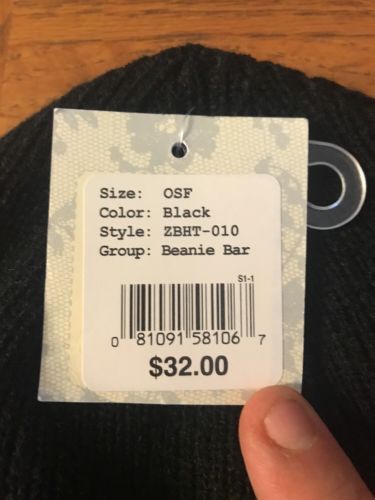 Size: OSF
Color: Black
Style: ZBHT-010
Group: Beanie Bar
S1-1
0 81091 58106 7
$32.00